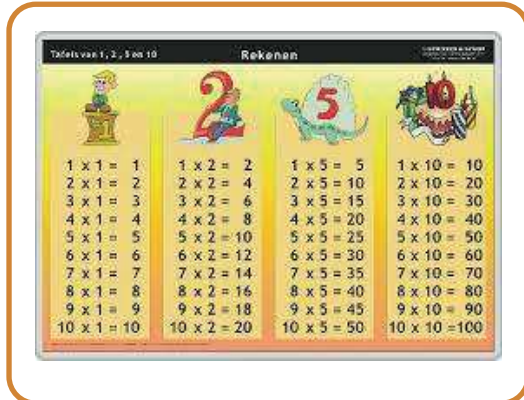 Tafels van 1, 2, 5 en 10
Rekenen
1
2
5
10
1 x 1 = 1
2 x 1 = 2
3 x 1 = 3
4 x 1 = 4
5 x 1 = 5
6 x 1 = 6
7 x 1 = 7
8 x 1 = 8
9 x 1 = 9
10 x 1 = 10
1 x 2 = 2
2 x 2 = 4
3 x 2 = 6
4 x 2 = 8
5 x 2 = 10
6 x 2 = 12
7 x 2 = 14
8 x 2 = 16
9 x 2 = 18
10 x 2 = 20
1 x 5 = 5
2 x 5 = 10
3 x 5 = 15
4 x 5 = 20
5 x 5 = 25
6 x 5 = 30
7 x 5 = 35
8 x 5 = 40
9 x 5 = 45
10 x 5 = 50
1 x 10 = 10
2 x 10 = 20
3 x 10 = 30
4 x 10 = 40
5 x 10 = 50
6 x 10 = 60
7 x 10 = 70
8 x 10 = 80
9 x 10 = 90
10 x 10 =100